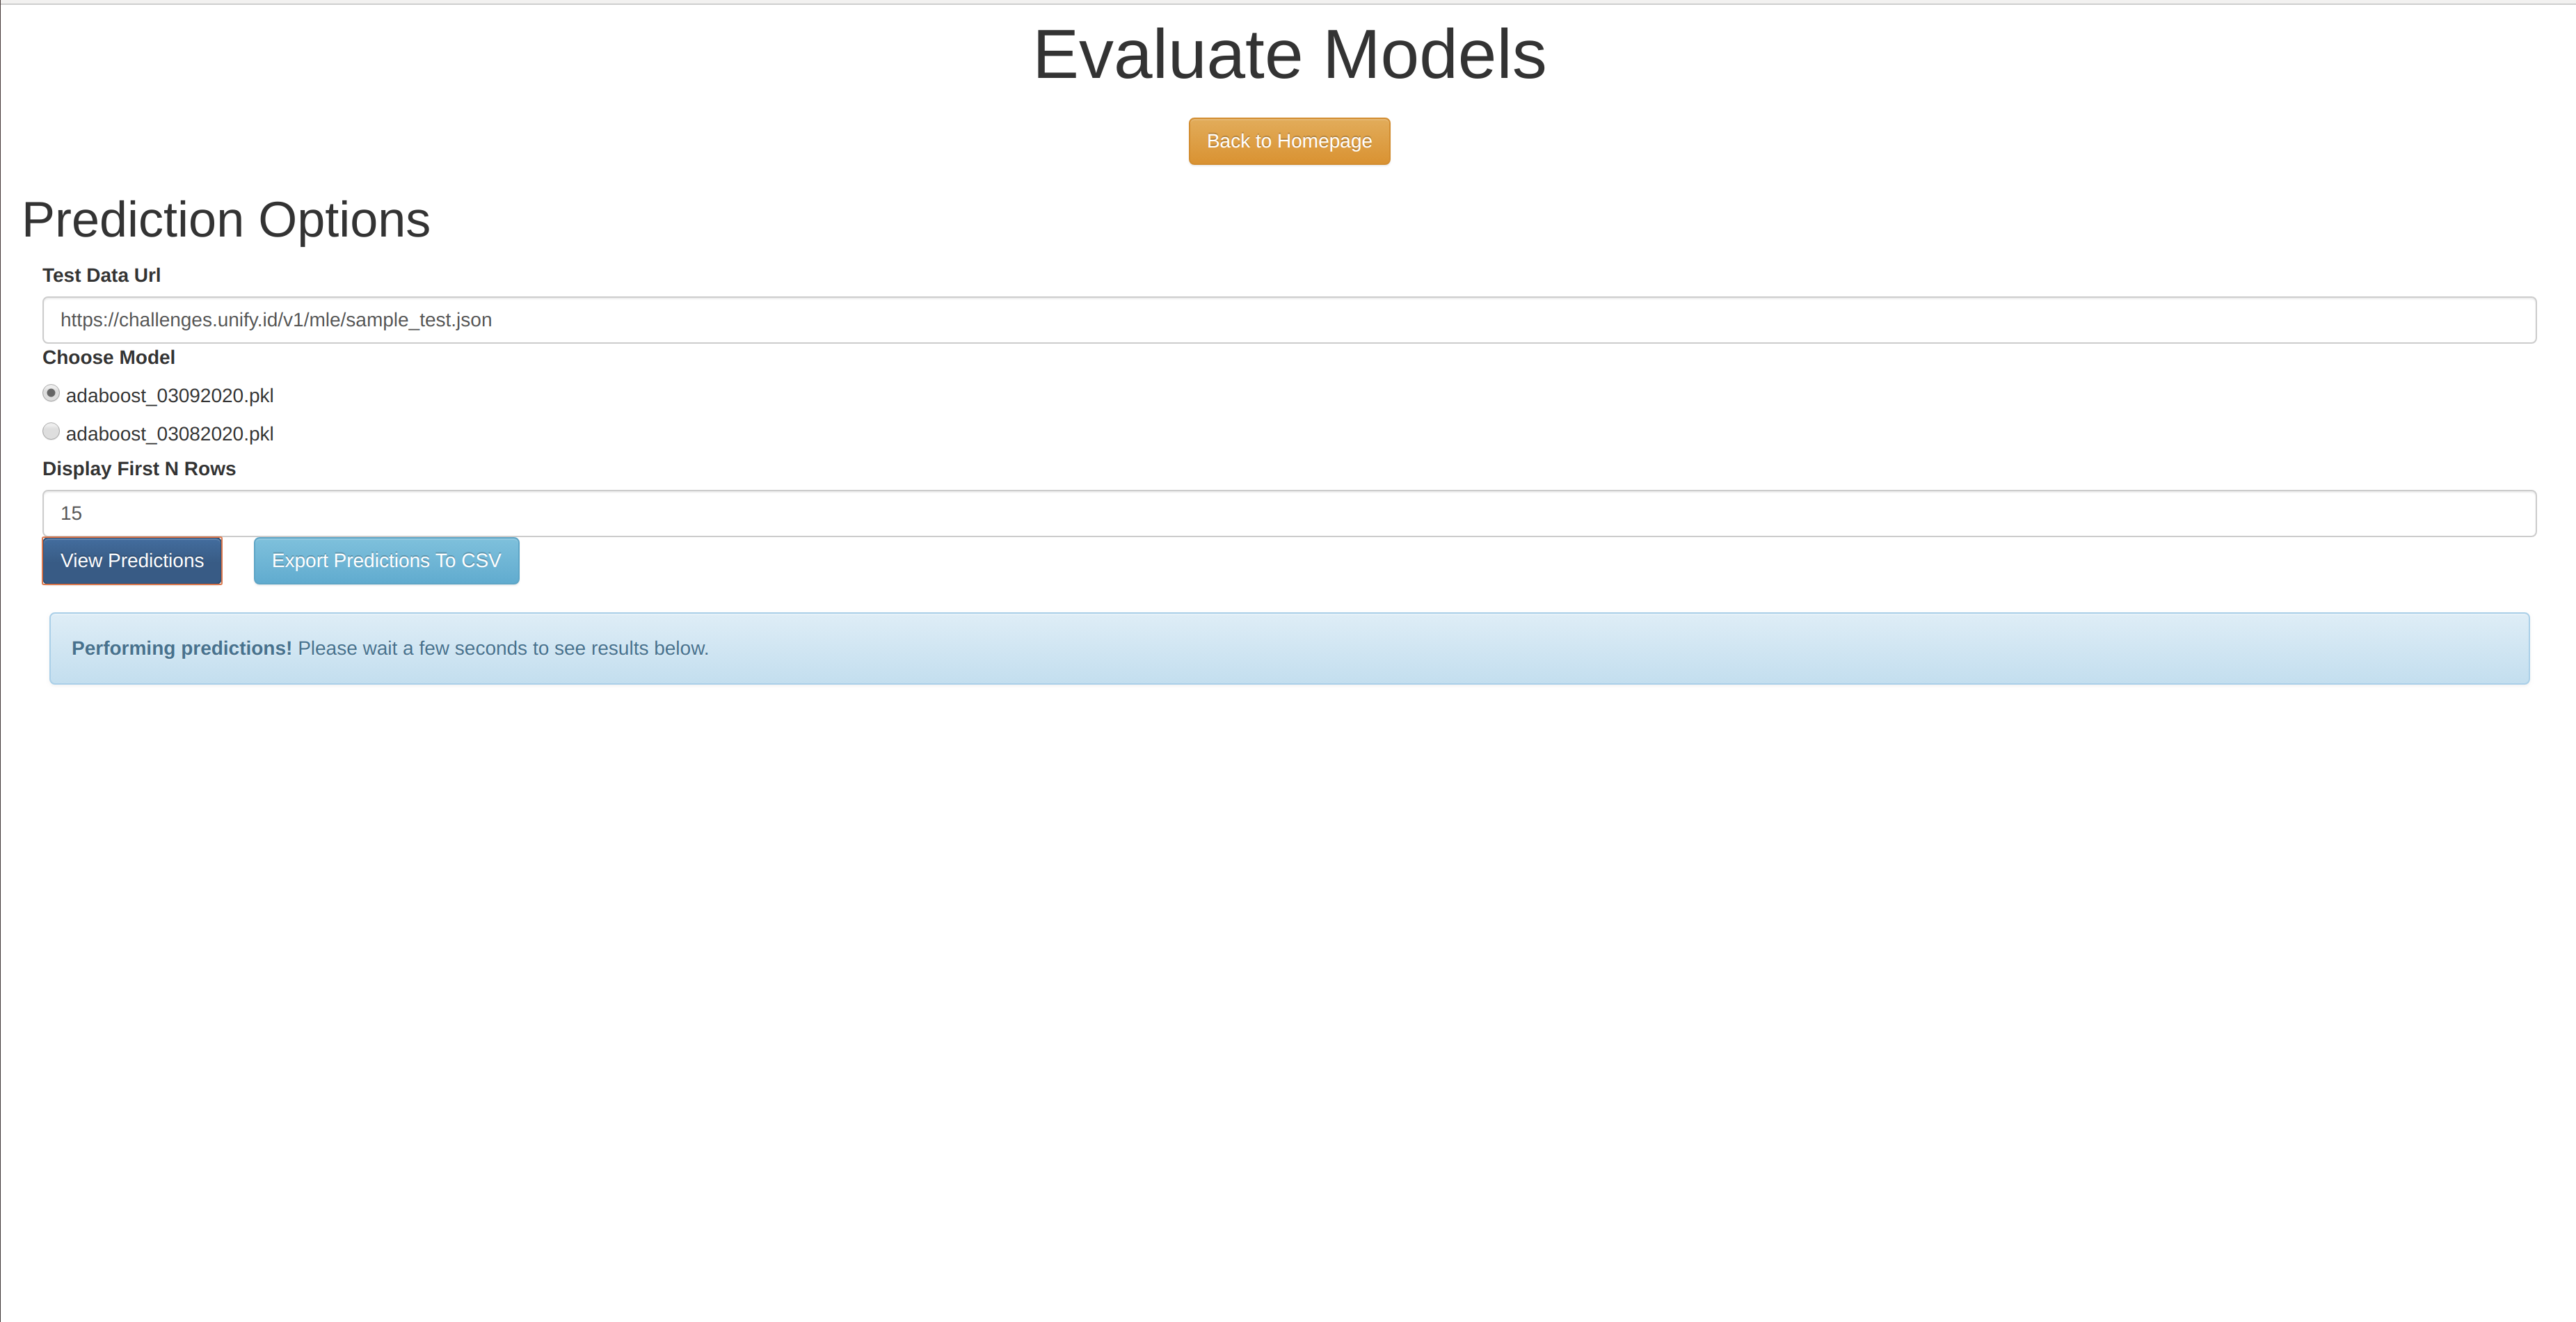 Evaluate Models
Back to Homepage
Prediction Options
Test Data Url
https://challenges.unify.id/v1/mle/sample_test.json
Choose Model
adaboost_03092020.pkl
adaboost_03082020.pkl
Display First N Rows
15
View Predictions Export Predictions To CSV
Performing predictions! Please wait a few seconds to see results below.